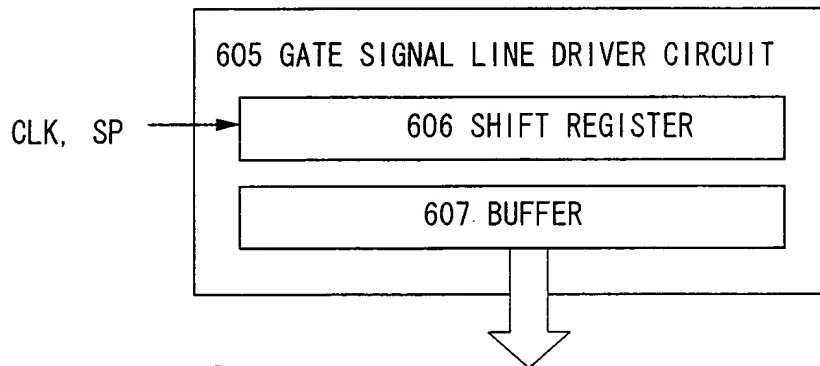 605 GATE SIGNAL LINE DRIVER CIRCUIT
CLK, SP
606 SHIFT REGISTER
607 BUFFER